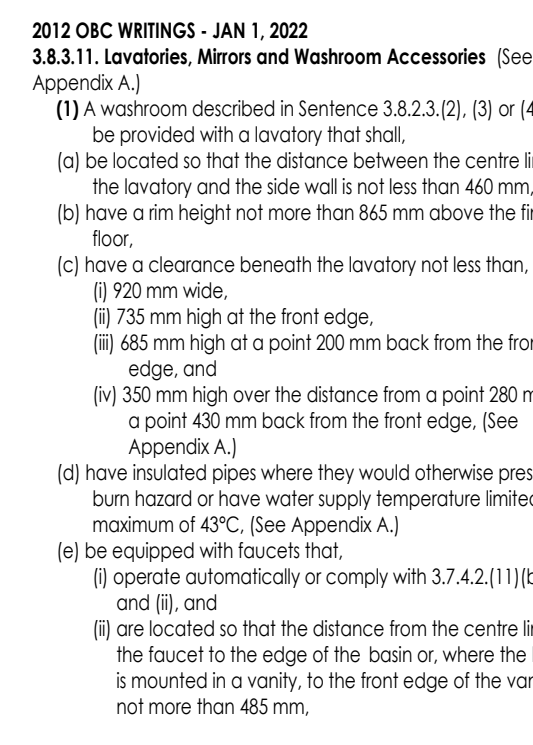 2012 OBC WRITINGS - JAN 1, 2022
3.8.3.11. Lavatories, Mirrors and Washroom Accessories (See
Appendix A.)
(1) A washroom described in Sentence 3.8.2.3.(2), (3) or (4
be provided with a lavatory that shall,
(a) be located so that the distance between the centre li
the lavatory and the side wall is not less than 460 mm,
(b) have a rim height not more than 865 mm above the fi
floor,
(c) have a clearance beneath the lavatory not less than,
(i) 920 mm wide,
(ii) 735 mm high at the front edge,
(iii) 685 mm high at a point 200 mm back from the fro
edge, and
(iv) 350 mm high over the distance from a point 280 m
a point 430 mm back from the front edge, (See
Appendix A.)
(d) have insulated pipes where they would otherwise pres
burn hazard or have water supply temperature limited
maximum of 43°C, (See Appendix A.)
(e) be equipped with faucets that,
(i) operate automatically or comply with 3.7.4.2.(11)(b
and (ii), and
(ii) are located so that the distance from the centre li
the faucet to the edge of the basin or, where the
is mounted in a vanity, to the front edge of the va
not more than 485 mm,